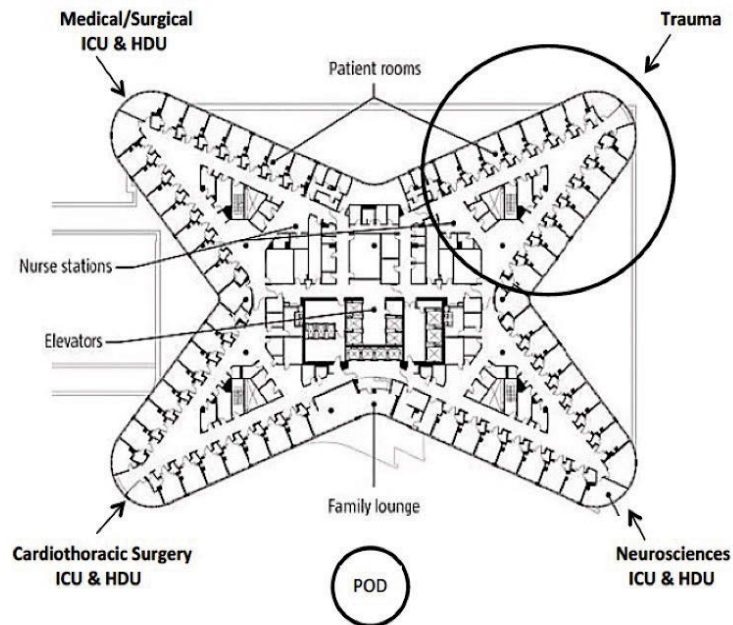 Medical/Surgical
ICU & HDU
Trauma
Patient rooms
Nurse stations
Elevators
Family lounge
Cardiothoracic Surgery
ICU & HDU
Neurosciences
ICU & HDU
POD